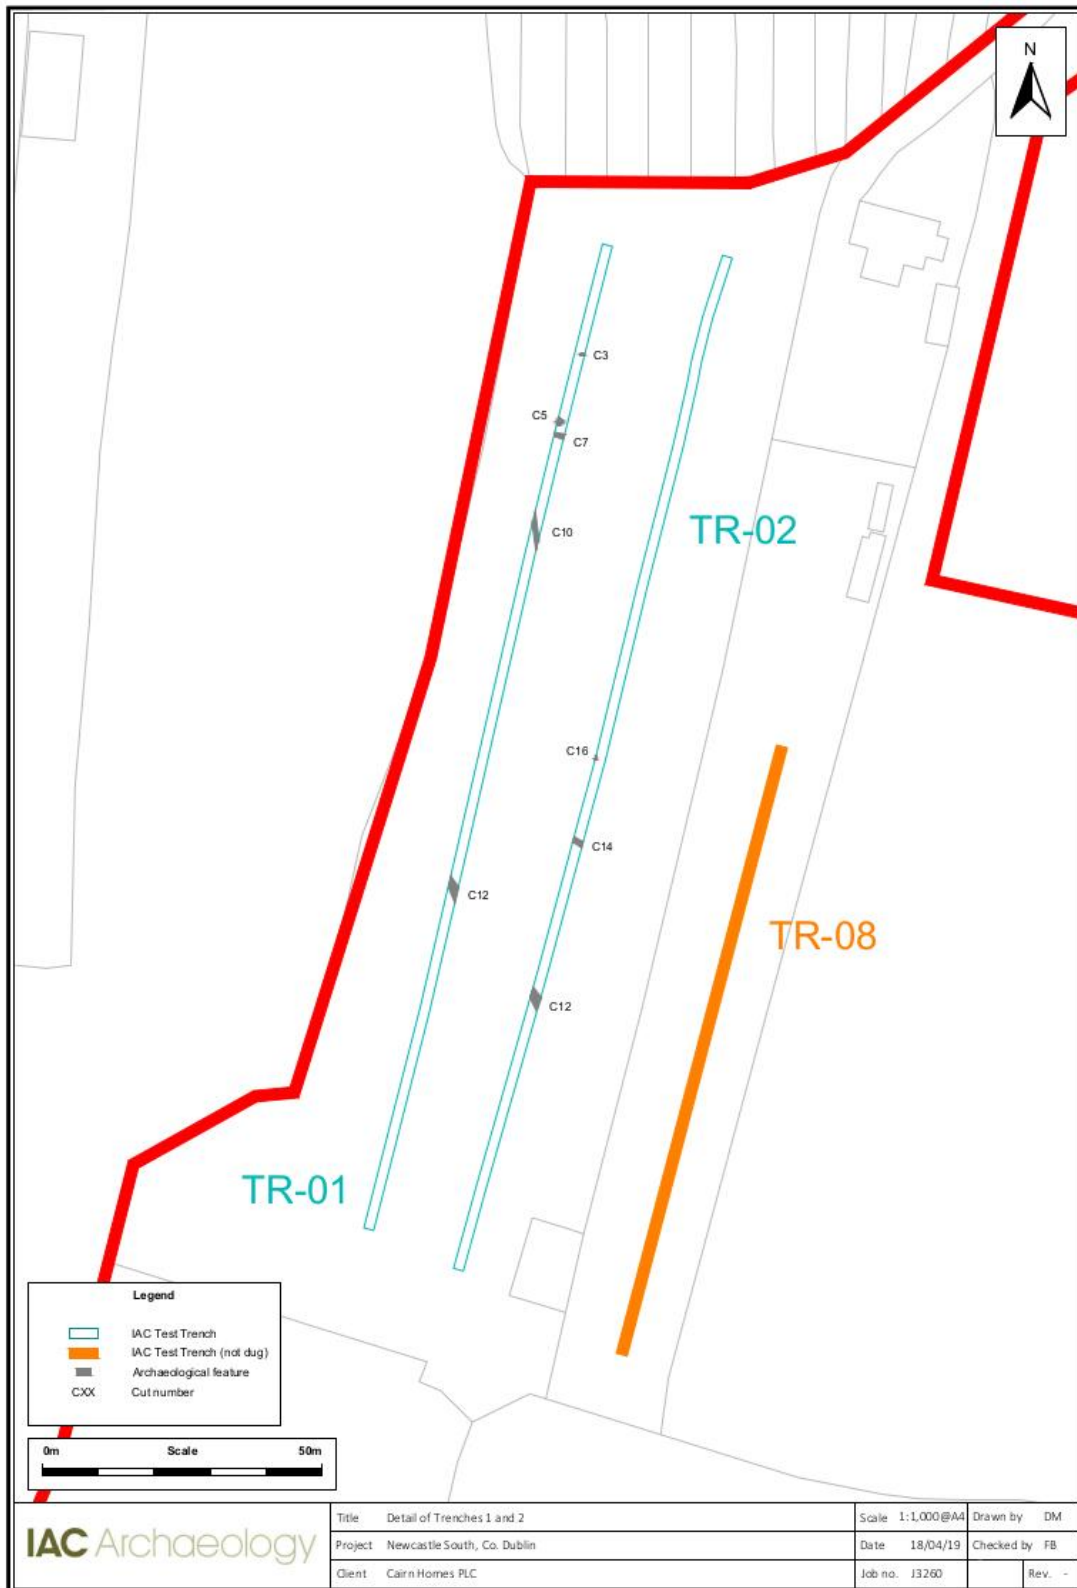 N
C3
C5
C7
C10
TR-02
C16
C14
TR-08
C12
C12
TR-01
Legend
IAC Test Trench
IAC Test Trench (not dug)
Archaeological feature
CXX Cut number
0m Scale 50m
IAC Archaeology
Title Detail of Trenches 1 and 2
Scale 1:1,000@A4 Drawn by DM
Project Newcastle South, Co. Dublin
Date 18/04/19 Checked by FB
Client Cairn Homes PLC
Job no. J3260 Rev. -